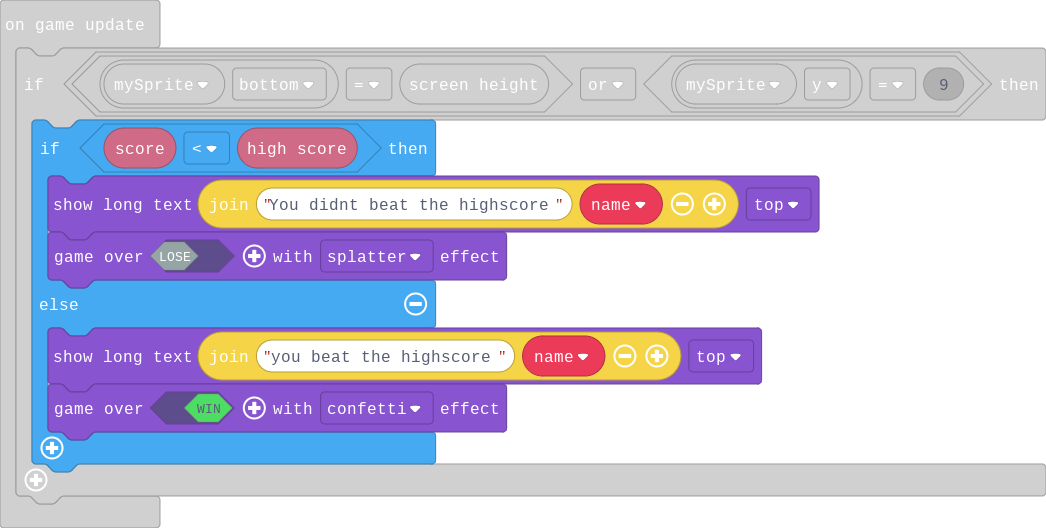 on game update
if mySprite bottom = screen height or mySprite y = 9 then
if score < high score then
show long text join "You didnt beat the highscore " name top
game over LOSE with splatter effect
else
show long text join "you beat the highscore " name top
game over WIN with confetti effect